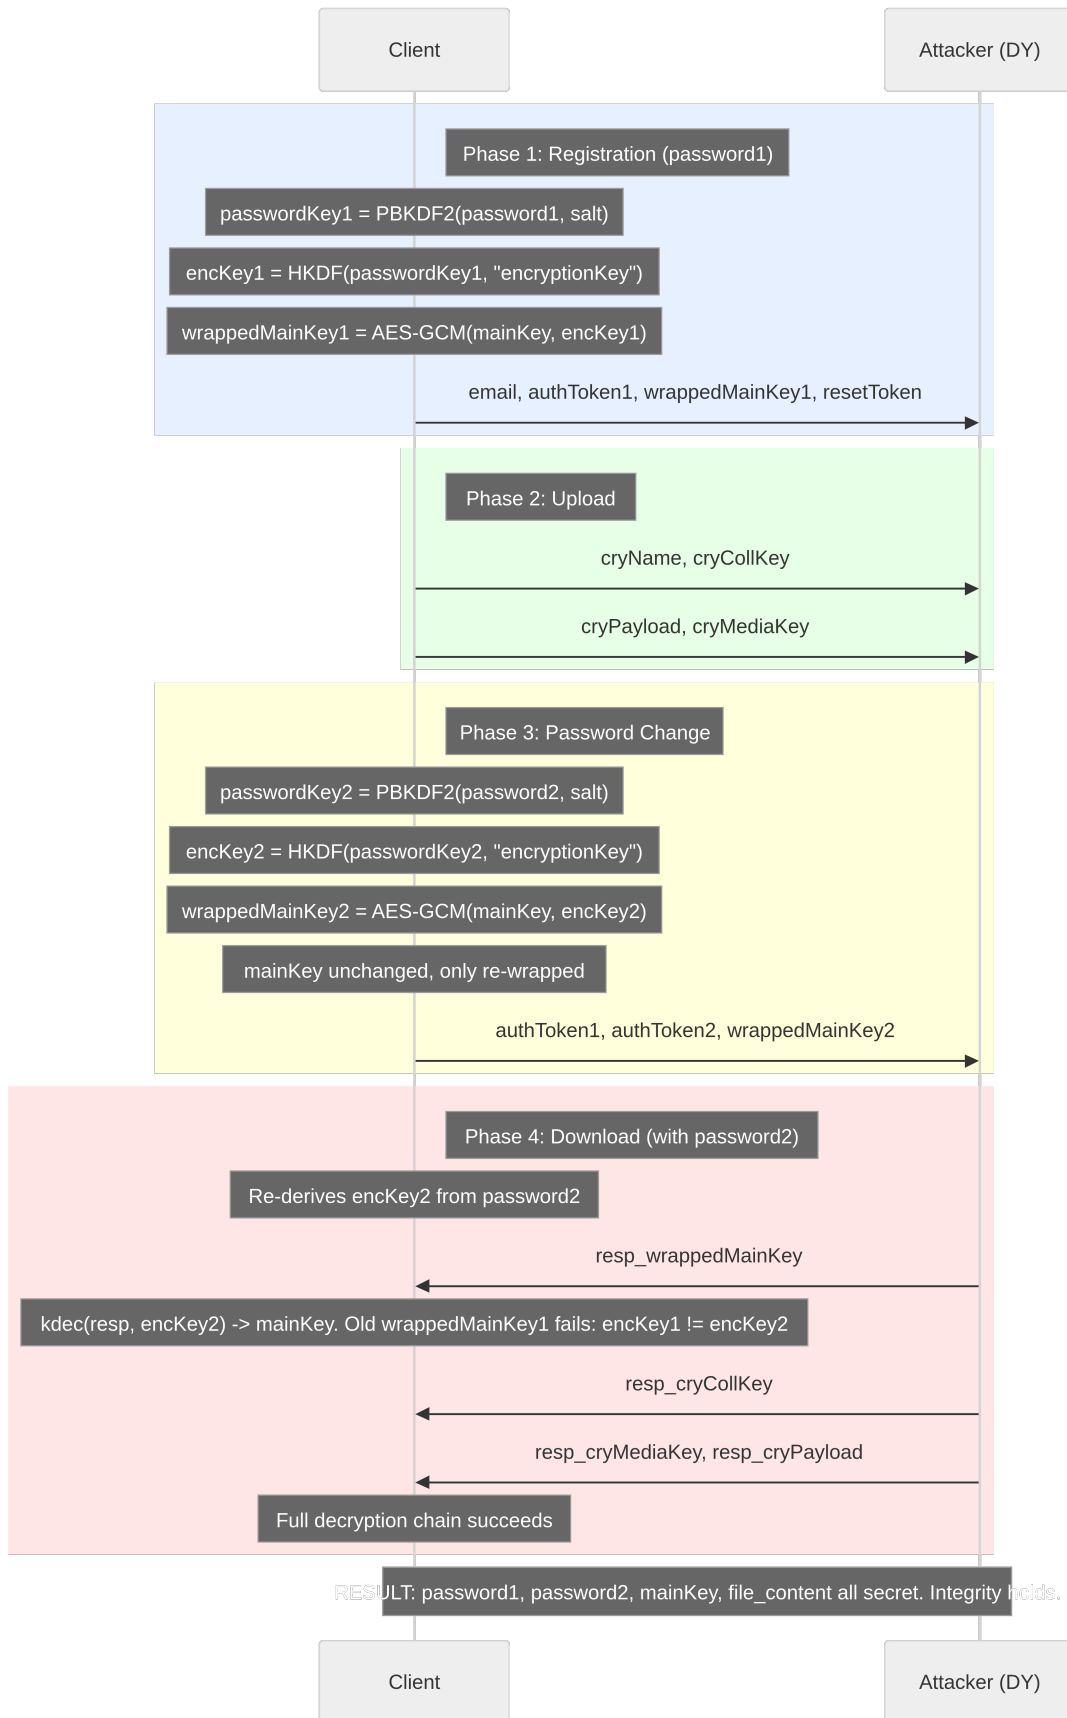 Client
Attacker (DY)
Phase 1: Registration (password1)
passwordKey1 = PBKDF2(password1, salt)
encKey1 = HKDF(passwordKey1, "encryptionKey")
wrappedMainKey1 = AES-GCM(mainKey, encKey1)
email, authToken1, wrappedMainKey1, resetToken
Phase 2: Upload
cryName, cryCollKey
cryPayload, cryMediaKey
Phase 3: Password Change
passwordKey2 = PBKDF2(password2, salt)
encKey2 = HKDF(passwordKey2, "encryptionKey")
wrappedMainKey2 = AES-GCM(mainKey, encKey2)
mainKey unchanged, only re-wrapped
authToken1, authToken2, wrappedMainKey2
Phase 4: Download (with password2)
Re-derives encKey2 from password2
resp_wrappedMainKey
kdec(resp, encKey2) -> mainKey. Old wrappedMainKey1 fails: encKey1 != encKey2
resp_cryCollKey
resp_cryMediaKey, resp_cryPayload
Full decryption chain succeeds
RESULT: password1, password2, mainKey, file_content all secret. Integrity holds.
Client
Attacker (DY)